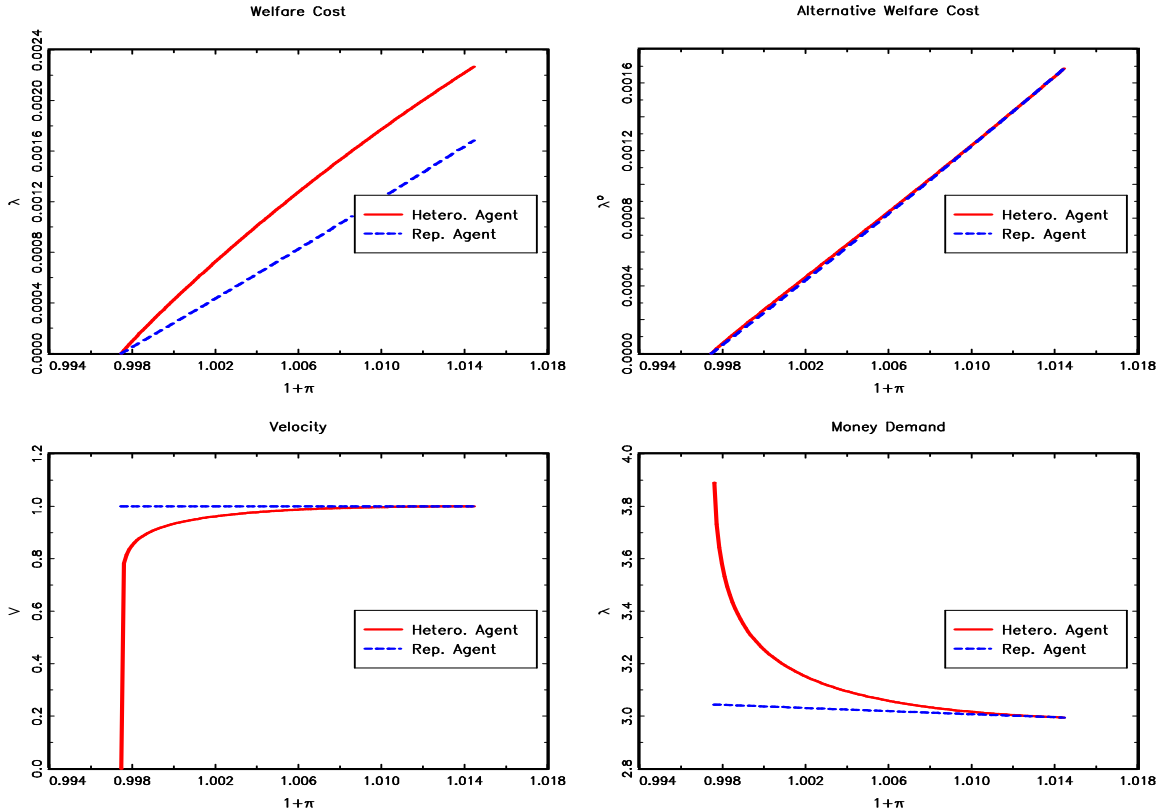 Welfare Cost
λ
0.0024
0.0020
0.0016
0.0012
0.0008
0.0004
0.0000
Hetero. Agent
Rep. Agent
0.994 0.998 1.002 1.006 1.010 1.014 1.018
1+π
Alternative Welfare Cost
λᵖ
0.0016
0.0012
0.0008
0.0004
0.0000
Hetero. Agent
Rep. Agent
0.994 0.998 1.002 1.006 1.010 1.014 1.018
1+π
Velocity
V
1.2
1.0
0.8
0.6
0.4
0.2
0.0
Hetero. Agent
Rep. Agent
0.994 0.998 1.002 1.006 1.010 1.014 1.018
1+π
Money Demand
λ
4.0
3.8
3.6
3.4
3.2
3.0
2.8
Hetero. Agent
Rep. Agent
0.994 0.998 1.002 1.006 1.010 1.014 1.018
1+π